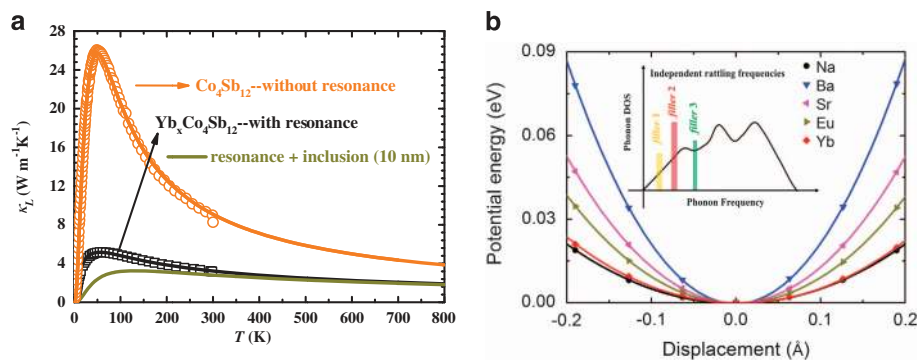 a
κL (W m-1K-1)
28
24
20
16
12
8
4
0
Co4Sb12--without resonance
YbxCo4Sb12--with resonance
resonance + inclusion (10 nm)
0 100 200 300 400 500 600 700 800
T (K)
b
Potential energy (eV)
0.09
0.06
0.03
0.00
Independent rattling frequencies
Phonon DOS
filler 1
filler 2
filler 3
Phonon Frequency
Na
Ba
Sr
Eu
Yb
-0.2 -0.1 0.0 0.1 0.2
Displacement (Å)